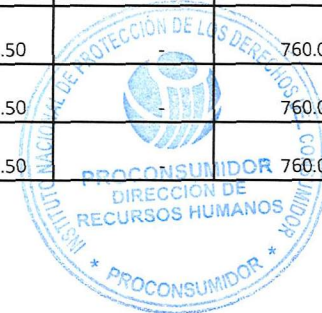 .50 - 760.0
.50 - 760.0
.50 - 760.0
INSTITUTO NACIONAL DE PROTECCIÓN DE LOS DERECHOS DEL CONSUMIDOR
PROCONSUMIDOR
DIRECCION DE
RECURSOS HUMANOS
* PROCONSUMIDOR *